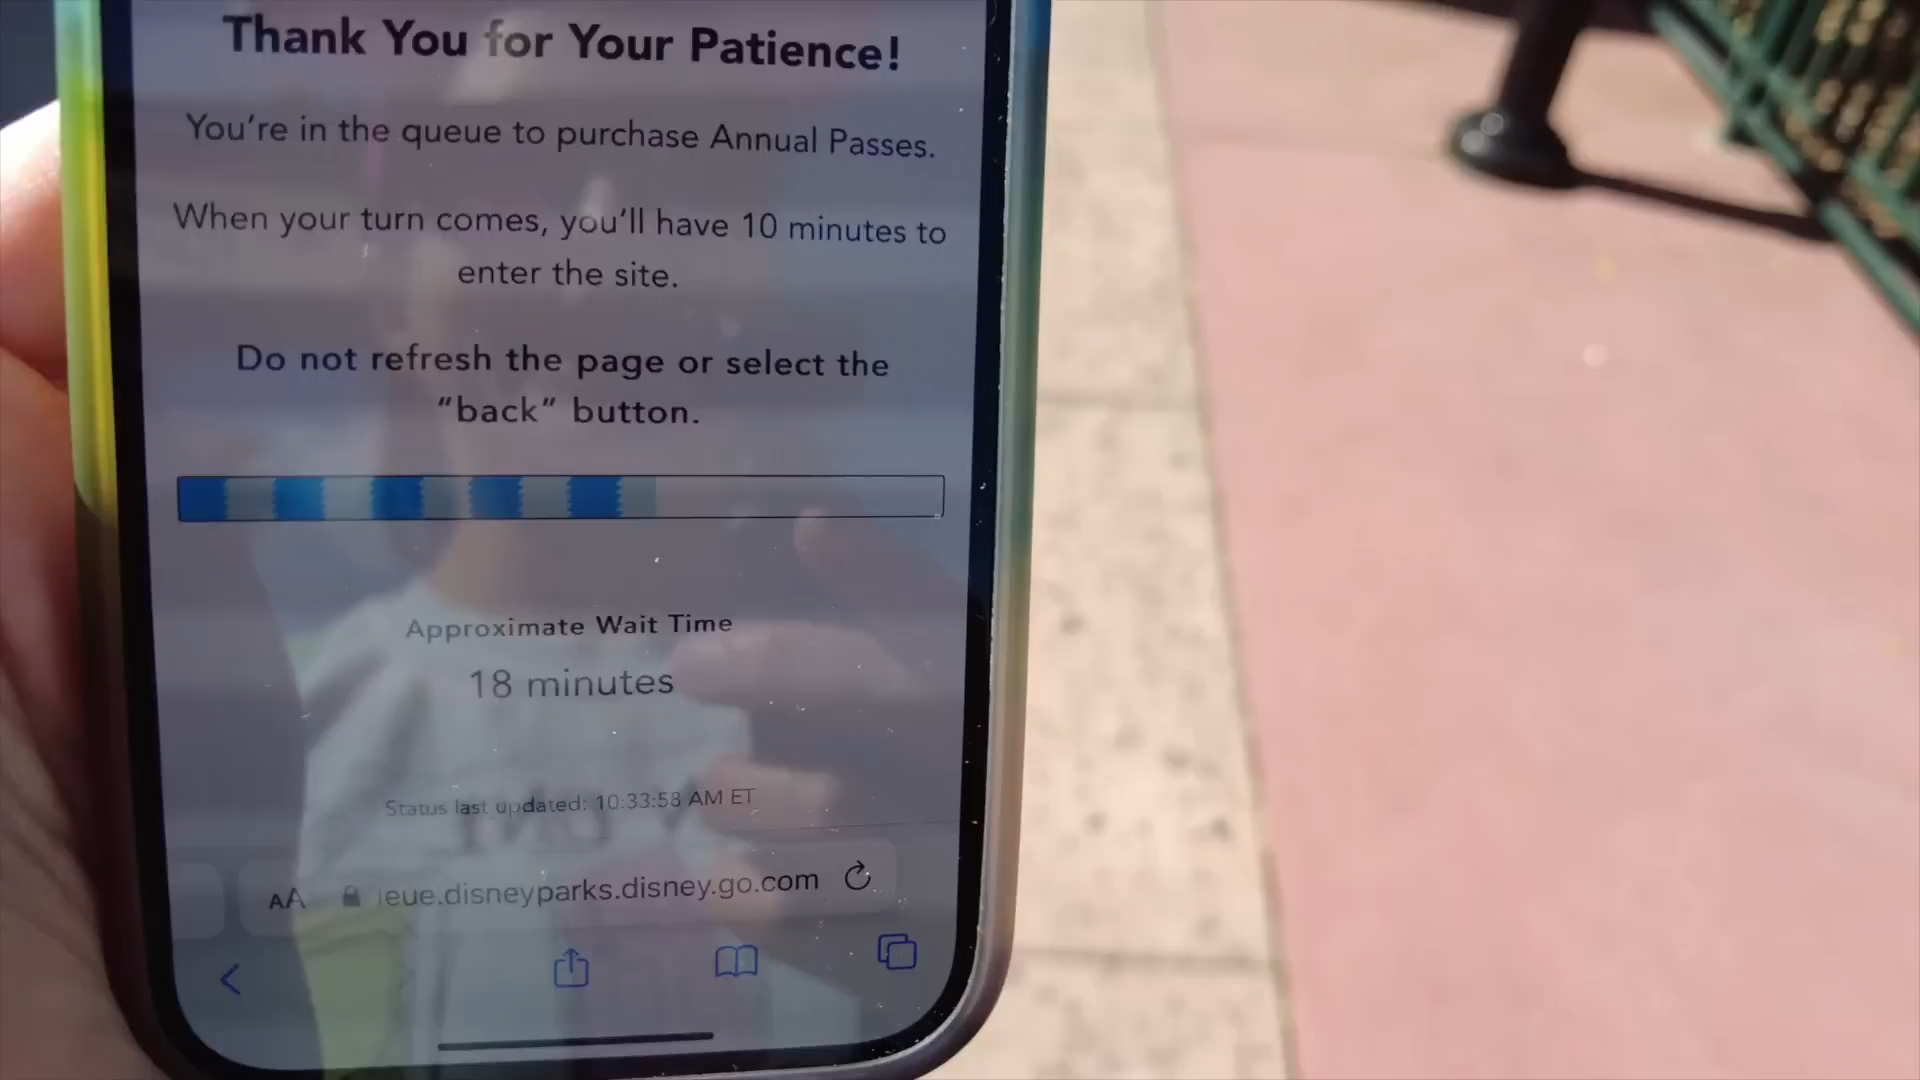 Thank You for Your Patience!
You're in the queue to purchase Annual Passes.
When your turn comes, you'll have 10 minutes to
enter the site.
Do not refresh the page or select the
"back" button.
Approximate Wait Time
18 minutes
Status last updated: 10:33:58 AM ET
AA ieue.disneyparks.disney.go.com